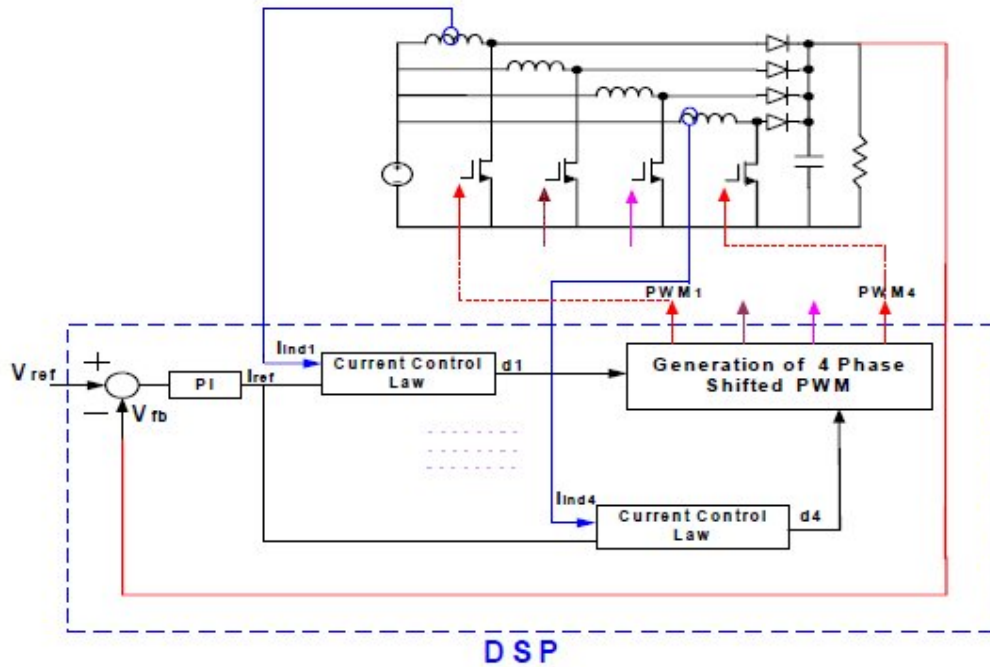 PWM1
PWM4
Vref
+
−
Vfb
PI
Iref
IInd1
Current Control
Law
d1
Generation of 4 Phase
Shifted PWM
IInd4
Current Control
Law
d4
DSP